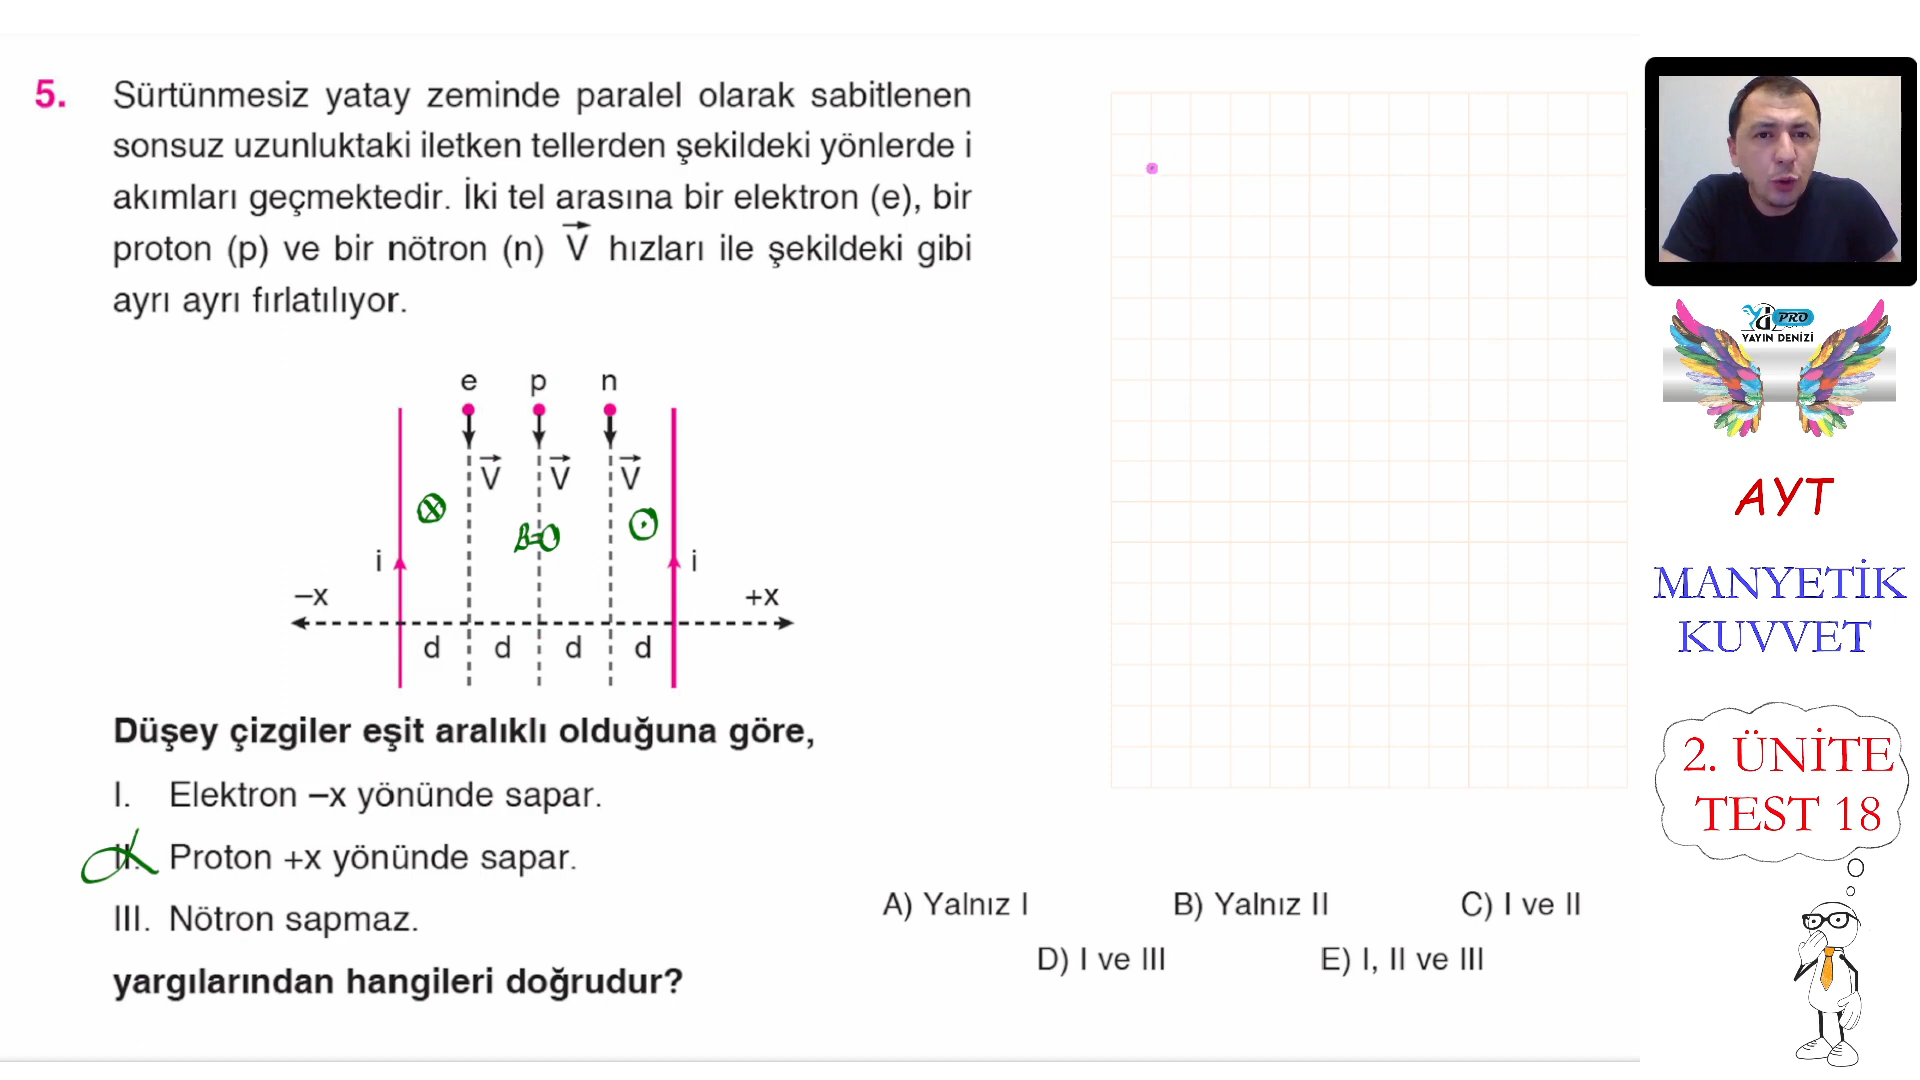 5. Sürtünmesiz yatay zeminde paralel olarak sabitlenen
sonsuz uzunluktaki iletken tellerden şekildeki yönlerde i
akımları geçmektedir. İki tel arasına bir elektron (e), bir
proton (p) ve bir nötron (n) V hızları ile şekildeki gibi
ayrı ayrı fırlatılıyor.
e p n
V V V
B=0
i i
–x +x
d d d d
Düşey çizgiler eşit aralıklı olduğuna göre,
I. Elektron –x yönünde sapar.
II. Proton +x yönünde sapar.
III. Nötron sapmaz.
yargılarından hangileri doğrudur?
A) Yalnız I B) Yalnız II C) I ve II
D) I ve III E) I, II ve III
PRO
YAYIN DENİZİ
AYT
MANYETİK
KUVVET
2. ÜNİTE
TEST 18